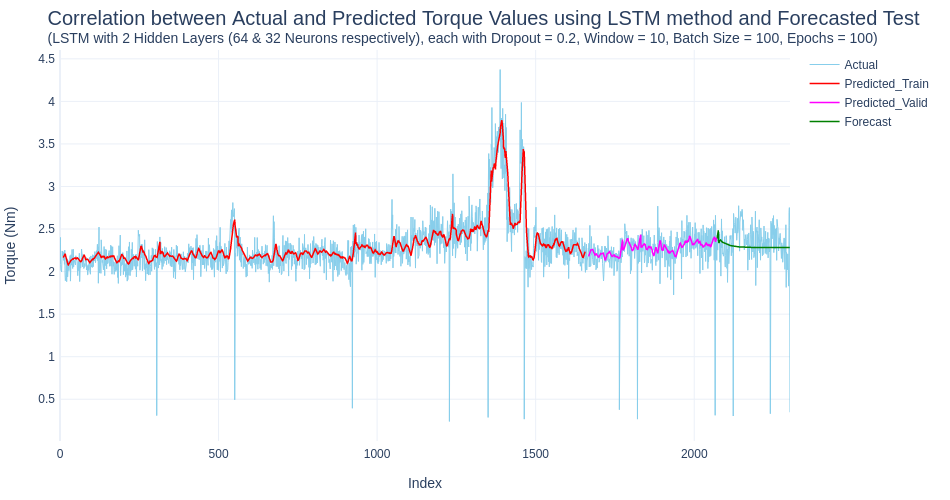 Correlation between Actual and Predicted Torque Values using LSTM method and Forecasted Test
(LSTM with 2 Hidden Layers (64 & 32 Neurons respectively), each with Dropout = 0.2, Window = 10, Batch Size = 100, Epochs = 100)
4.5
4
3.5
3
2.5
2
1.5
1
0.5
Torque (Nm)
0
500
1000
1500
2000
Index
Actual
Predicted_Train
Predicted_Valid
Forecast